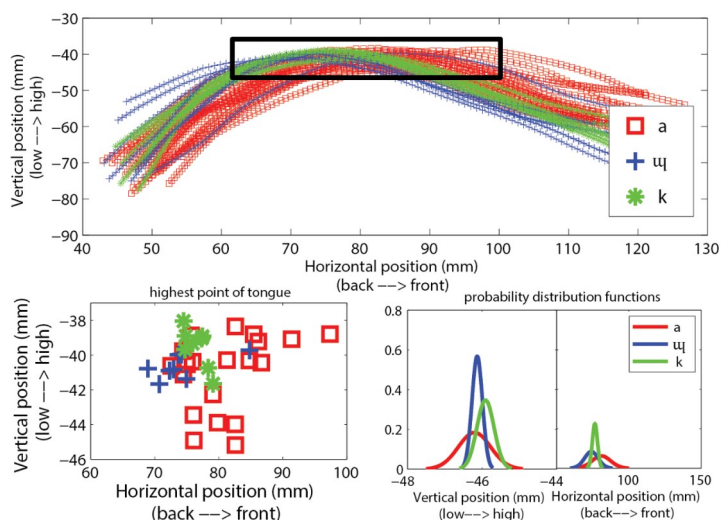 Vertical position (mm)
(low −−> high)
−30
−40
−50
−60
−70
−80
−90
a
ɰ
k
40 50 60 70 80 90 100 110 120 130
Horizontal position (mm)
(back −−> front)
highest point of tongue
Vertical position (mm)
(low −−> high)
−38
−40
−42
−44
−46
60 70 80 90 100
Horizontal position (mm)
(back −−> front)
probability distribution functions
0.8
0.6
0.4
0.2
0
a
ɰ
k
−48 −46 −44 100 150
Vertical position (mm)
(low −−> high)
Horizontal position (mm)
(back −−> front)